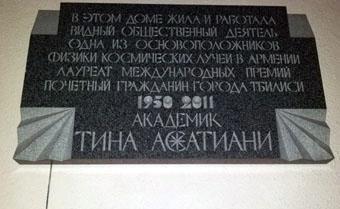 В ЭТОМ ДОМЕ ЖИЛА И РАБОТАЛА
ВИДНЫЙ ОБЩЕСТВЕННЫЙ ДЕЯТЕЛЬ
ОДНА ИЗ ОСНОВОПОЛОЖНИКОВ
ФИЗИКИ КОСМИЧЕСКИХ ЛУЧЕЙ В АРМЕНИИ
ЛАУРЕАТ МЕЖДУНАРОДНЫХ ПРЕМИЙ
ПОЧЕТНЫЙ ГРАЖДАНИН ГОРОДА ТБИЛИСИ
1958 2011
АКАДЕМИК
ТИНА АСАТИАНИ